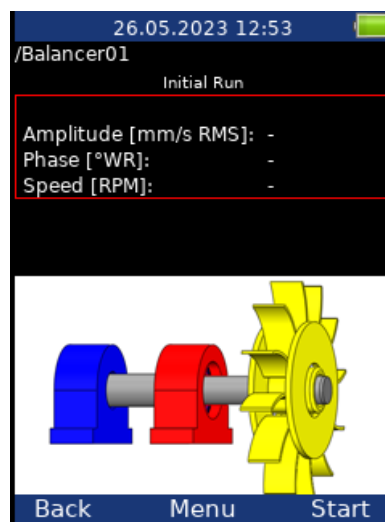 26.05.2023 12:53
/Balancer01
Initial Run
Amplitude [mm/s RMS]: -
Phase [°WR]: -
Speed [RPM]: -
Back Menu Start